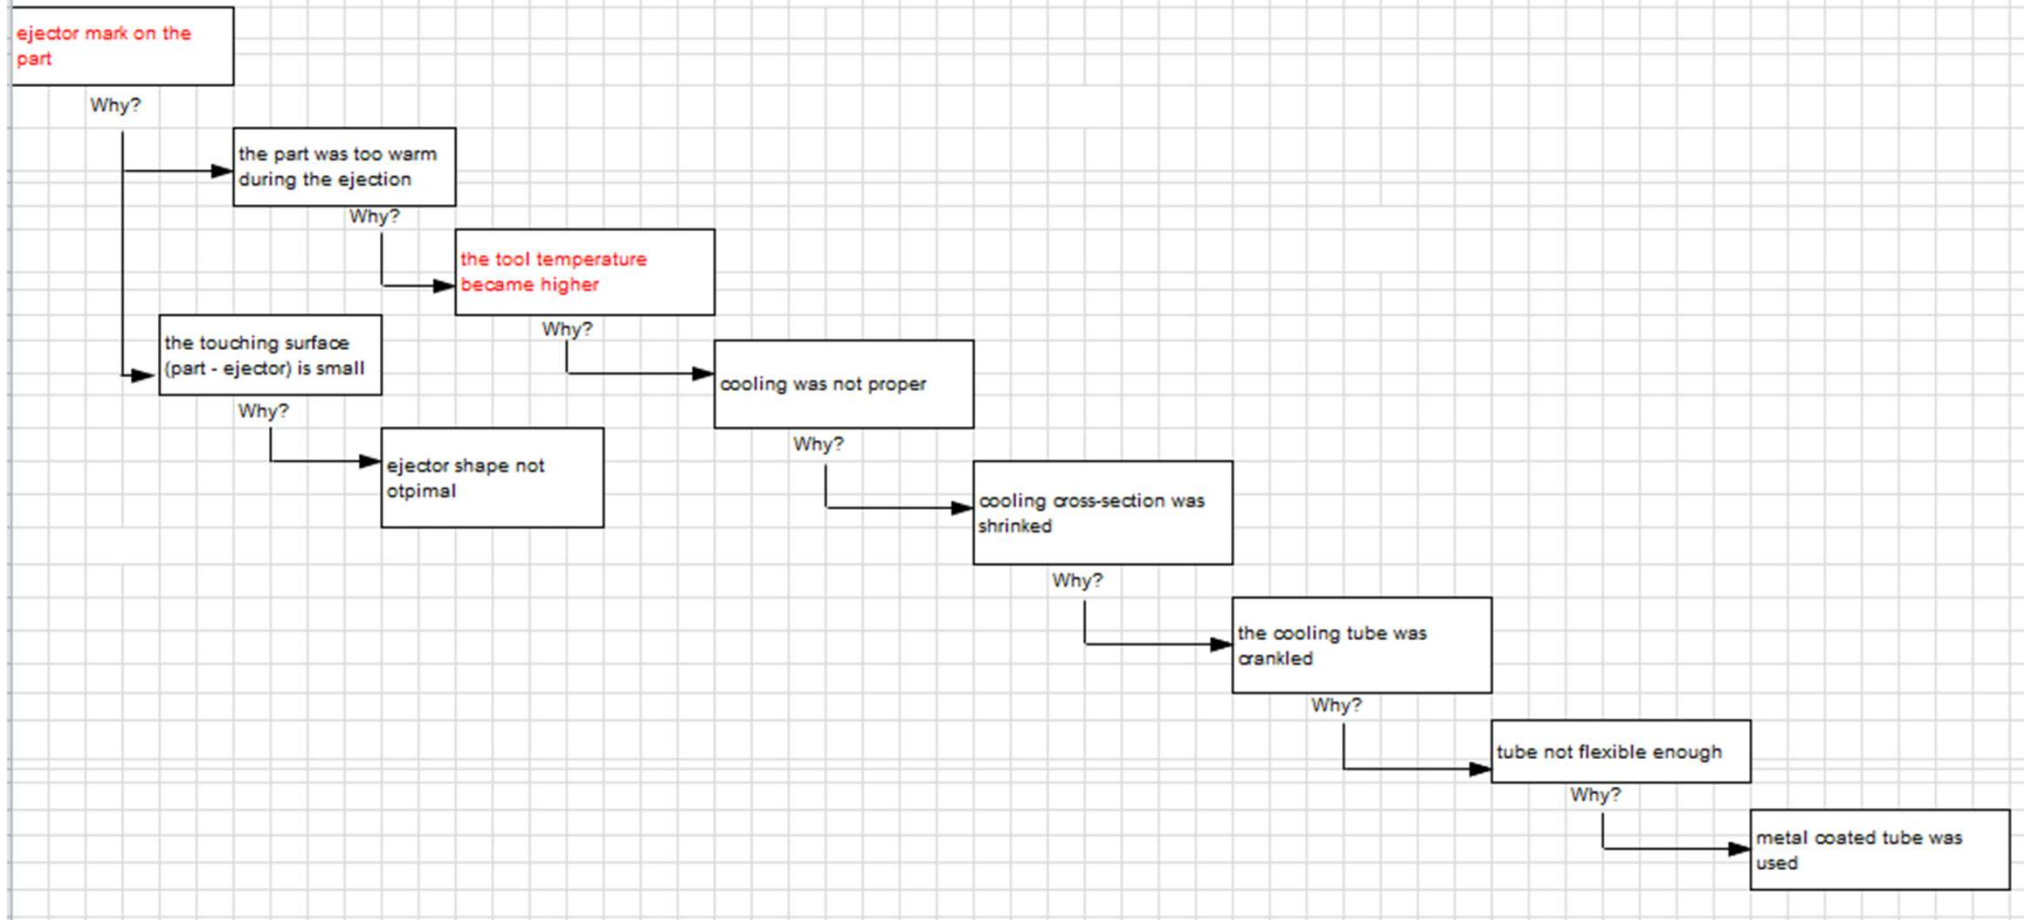 ejector mark on the
part
Why?
the part was too warm
during the ejection
Why?
the tool temperature
became higher
Why?
the touching surface
(part - ejector) is small
Why?
ejector shape not
otpimal
cooling was not proper
Why?
cooling cross-section was
shrinked
Why?
the cooling tube was
crankled
Why?
tube not flexible enough
Why?
metal coated tube was
used